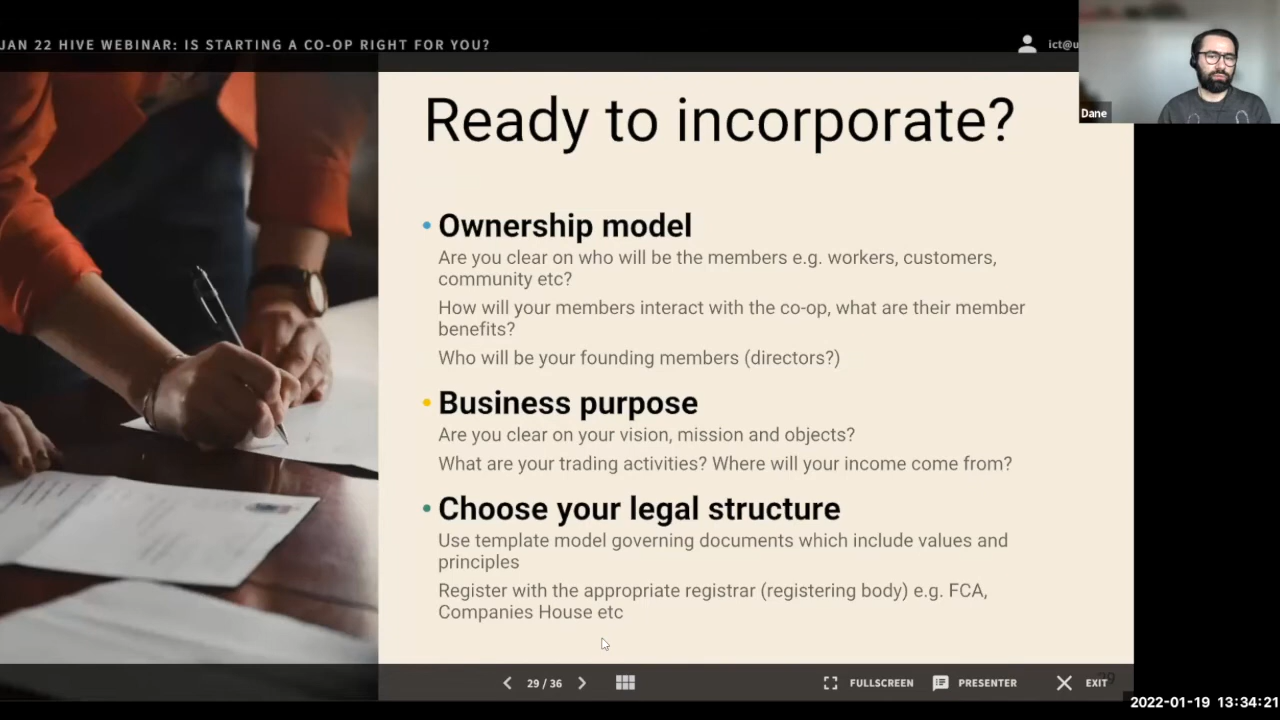 JAN 22 HIVE WEBINAR: IS STARTING A CO-OP RIGHT FOR YOU?
ict@u
Dane
Ready to incorporate?
• Ownership model
Are you clear on who will be the members e.g. workers, customers,
community etc?
How will your members interact with the co-op, what are their member
benefits?
Who will be your founding members (directors?)
• Business purpose
Are you clear on your vision, mission and objects?
What are your trading activities? Where will your income come from?
• Choose your legal structure
Use template model governing documents which include values and
principles
Register with the appropriate registrar (registering body) e.g. FCA,
Companies House etc
29 / 36
FULLSCREEN
PRESENTER
EXIT
2022-01-19 13:34:21